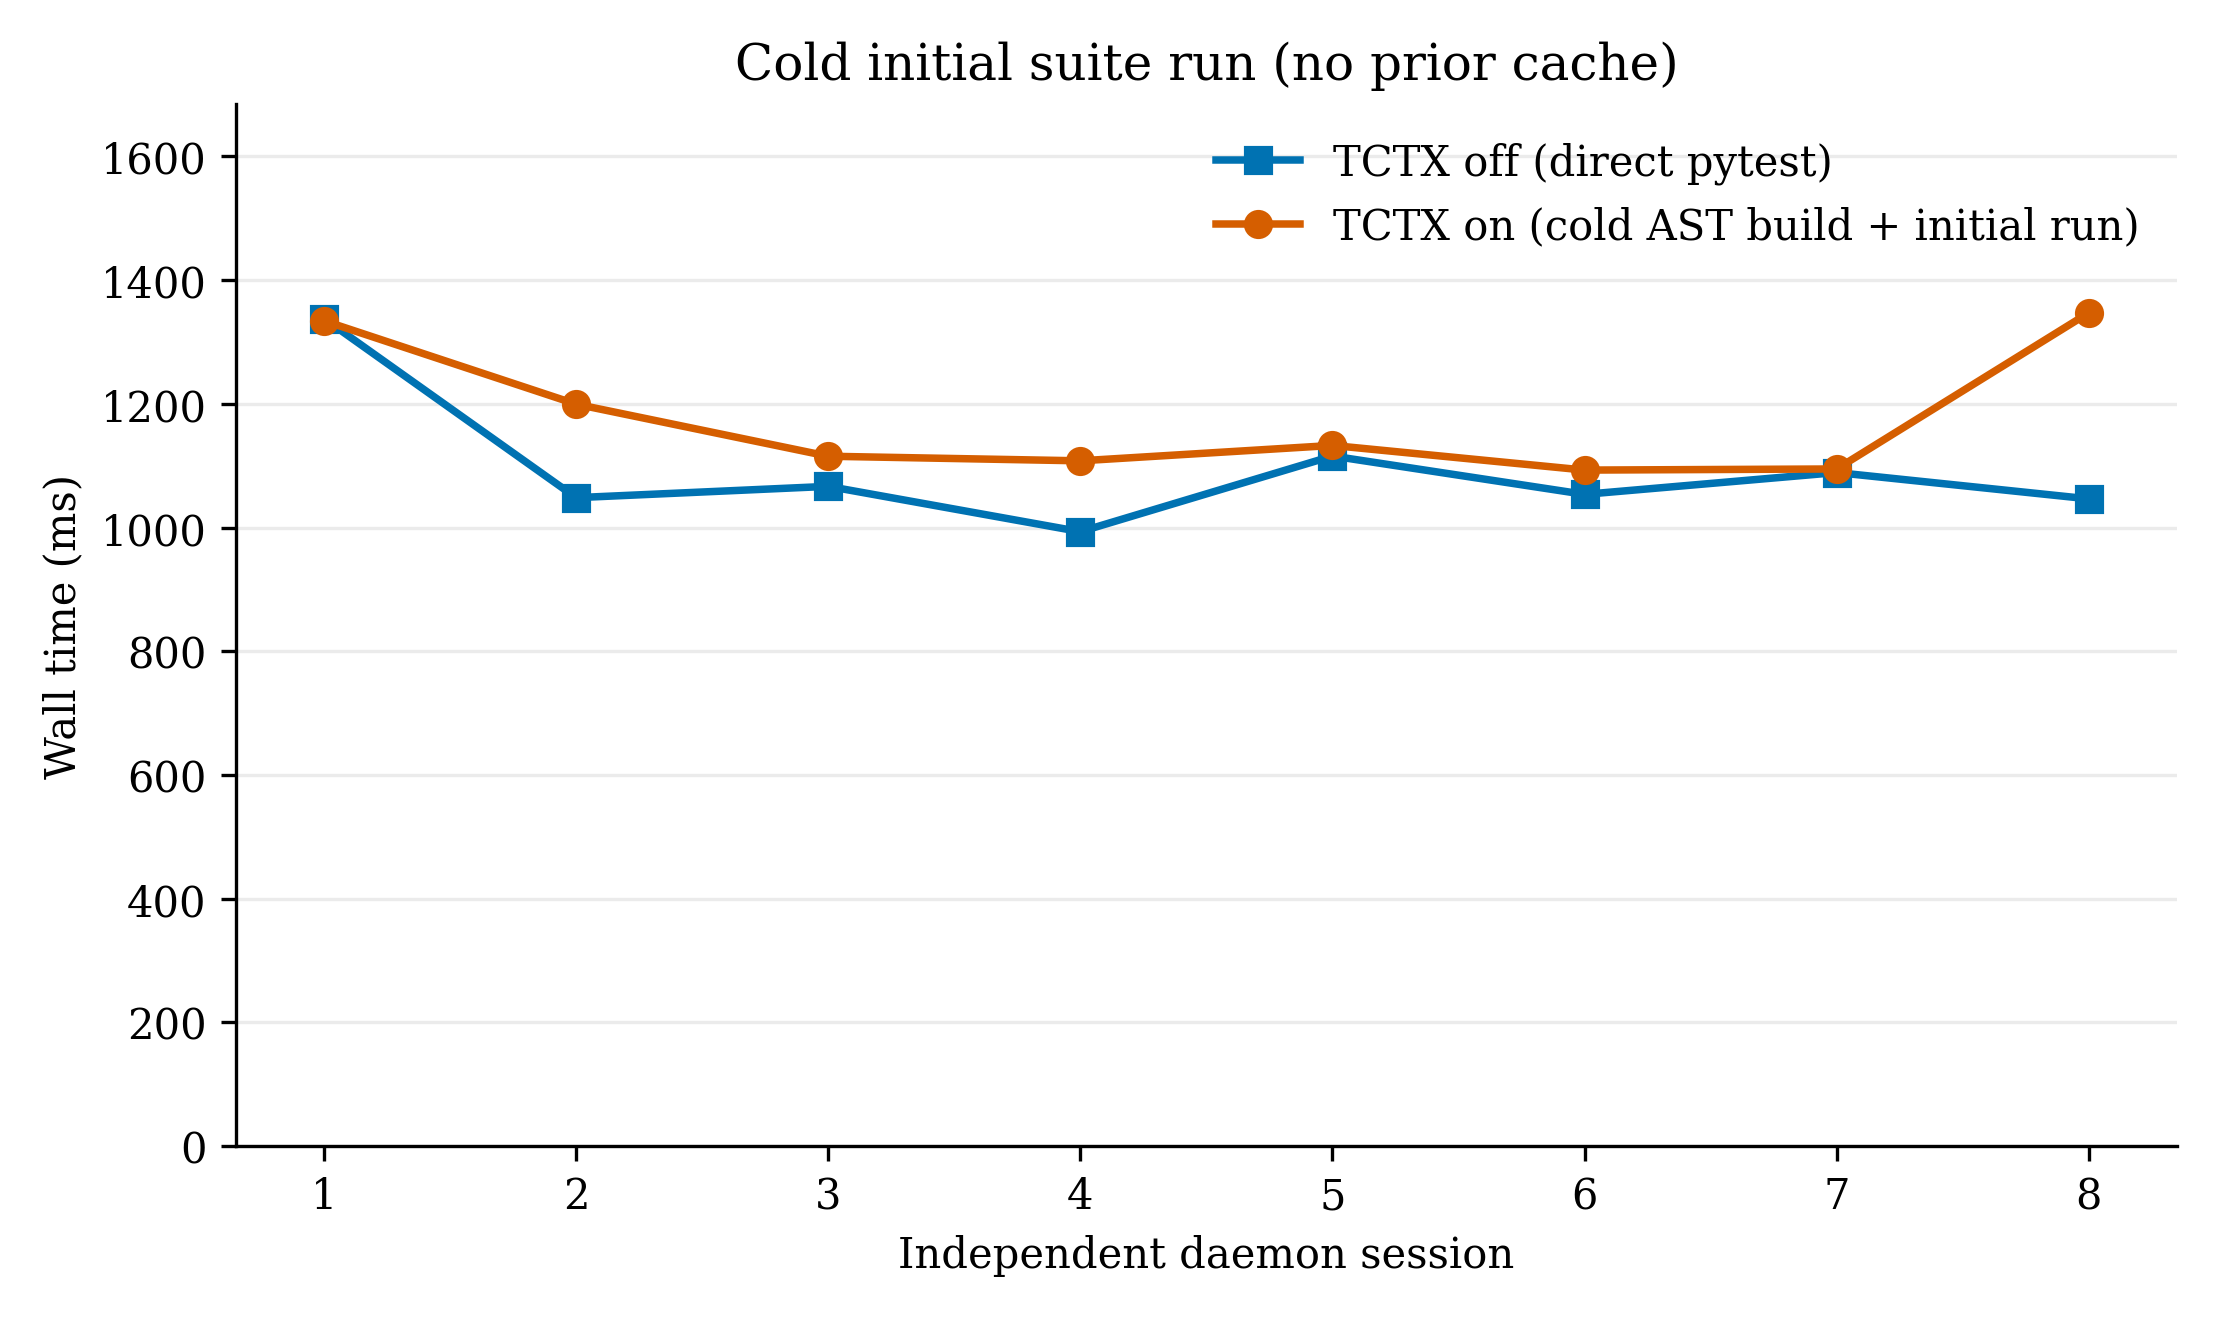 Cold initial suite run (no prior cache)
TCTX off (direct pytest)
TCTX on (cold AST build + initial run)
1600
1400
1200
1000
800
600
400
200
0
Wall time (ms)
1 2 3 4 5 6 7 8
Independent daemon session